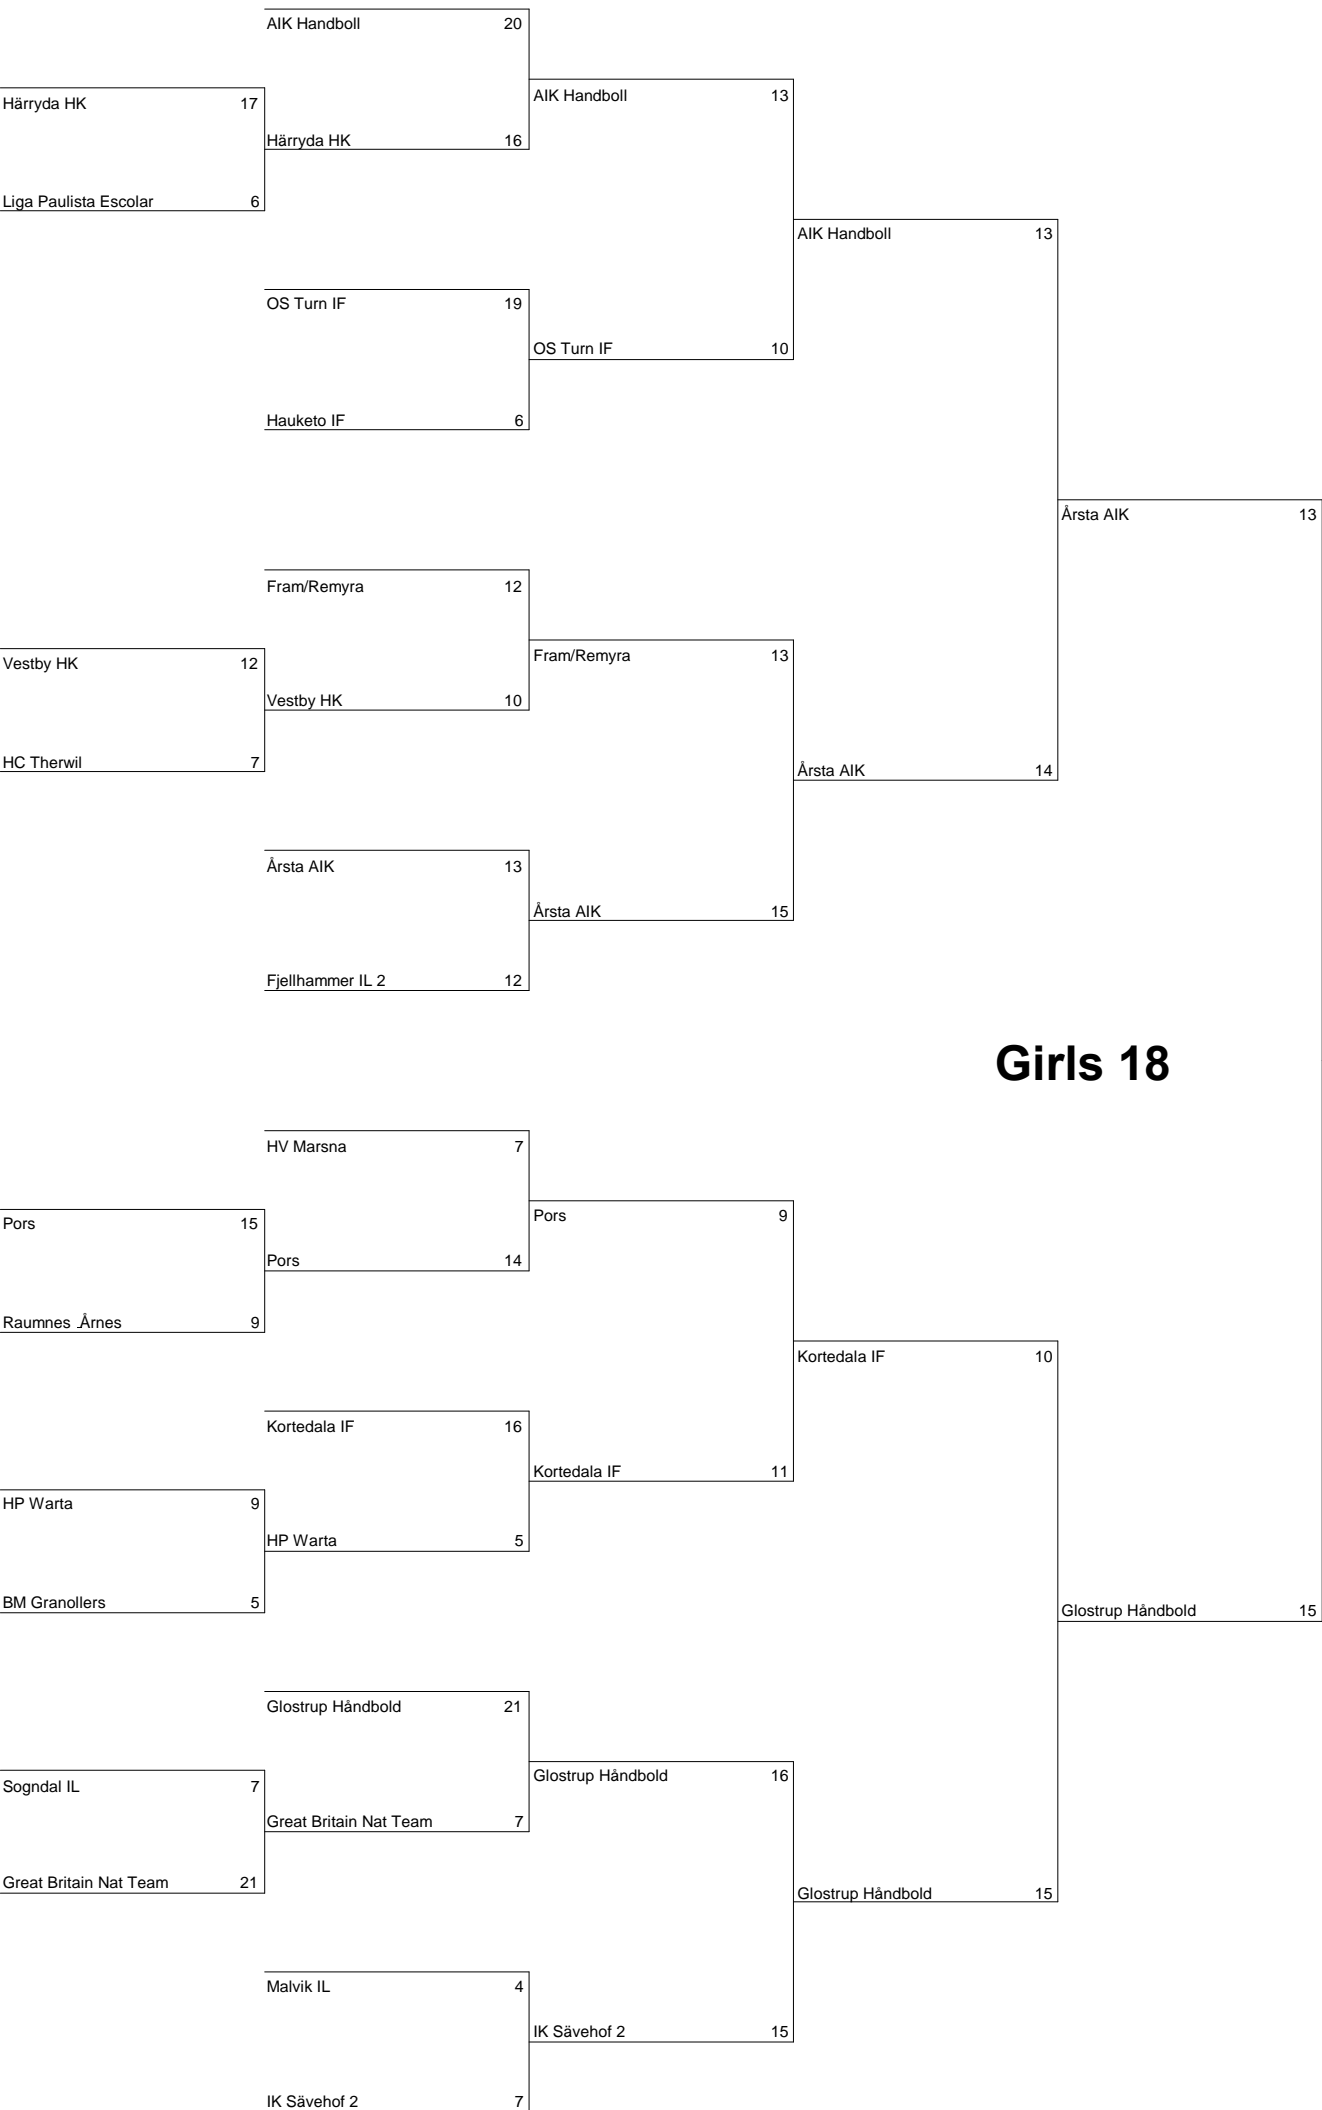 AIK Handboll 20
AIK Handboll 13
Härryda HK 17
Härryda HK 16
Liga Paulista Escolar 6
AIK Handboll 13
OS Turn IF 19
OS Turn IF 10
Hauketo IF 6
Årsta AIK 13
Fram/Remyra 12
Fram/Remyra 13
Vestby HK 12
Vestby HK 10
HC Therwil 7
Årsta AIK 14
Årsta AIK 13
Årsta AIK 15
Fjellhammer IL 2 12
Girls 18
HV Marsna 7
Pors 9
Pors 15
Pors 14
Raumnes Årnes 9
Kortedala IF 10
Kortedala IF 16
Kortedala IF 11
HP Warta 9
HP Warta 5
BM Granollers 5
Glostrup Håndbold 15
Glostrup Håndbold 21
Glostrup Håndbold 16
Sogndal IL 7
Great Britain Nat Team 7
Great Britain Nat Team 21
Glostrup Håndbold 15
Malvik IL 4
IK Sävehof 2 15
IK Sävehof 2 7